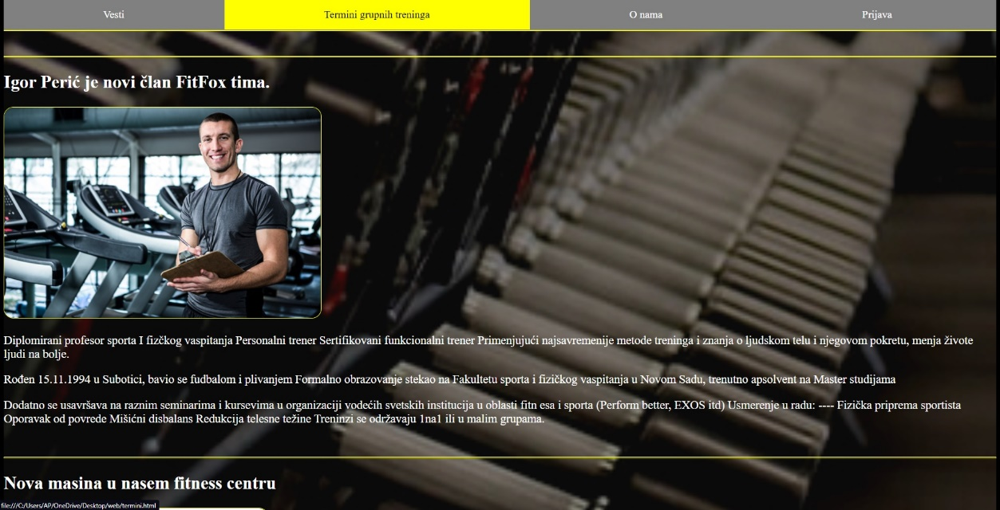 Vesti
Termini grupnih treninga
O nama
Prijava
Igor Perić je novi član FitFox tima.
Diplomirani profesor sporta I fizčkog vaspitanja Personalni trener Sertifikovani funkcionalni trener Primenjujući najsavremenije metode treninga i znanja o ljudskom telu i njegovom pokretu, menja živote
ljudi na bolje.
Rođen 15.11.1994 u Subotici, bavio se fudbalom i plivanjem Formalno obrazovanje stekao na Fakultetu sporta i fizičkog vaspitanja u Novom Sadu, trenutno apsolvent na Master studijama
Dodatno se usavršava na raznim seminarima i kursevima u organizaciji vodećih svetskih institucija u oblasti fitn esa i sporta (Perform better, EXOS itd) Usmerenje u radu: ---- Fizička priprema sportista
Oporavak od povrede Mišićni disbalans Redukcija telesne težine Treninzi se održavaju 1na1 ili u malim grupama.
Nova masina u nasem fitness centru
file:///C:/Users/AP/OneDrive/Desktop/web/termini.html